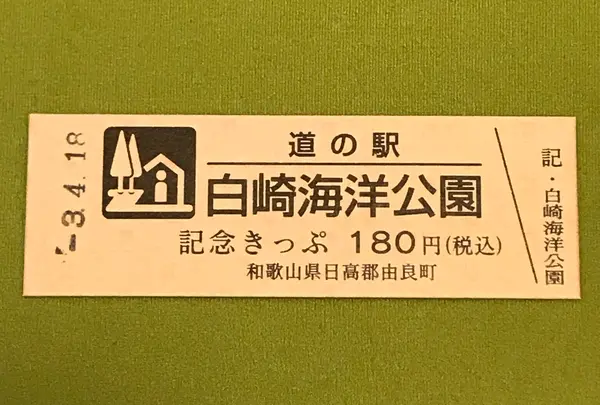 3.4.18
道の駅
白崎海洋公園
記念きっぷ 180円(税込)
和歌山県日高郡由良町
記・白崎海洋公園